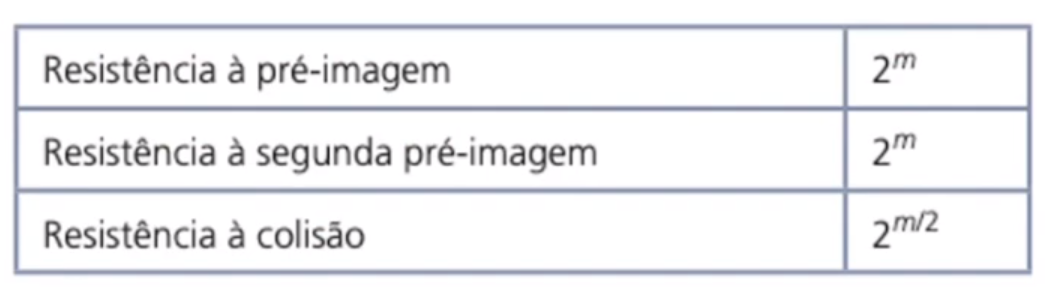 Resistência à pré-imagem 2^m
Resistência à segunda pré-imagem 2^m
Resistência à colisão 2^m/2